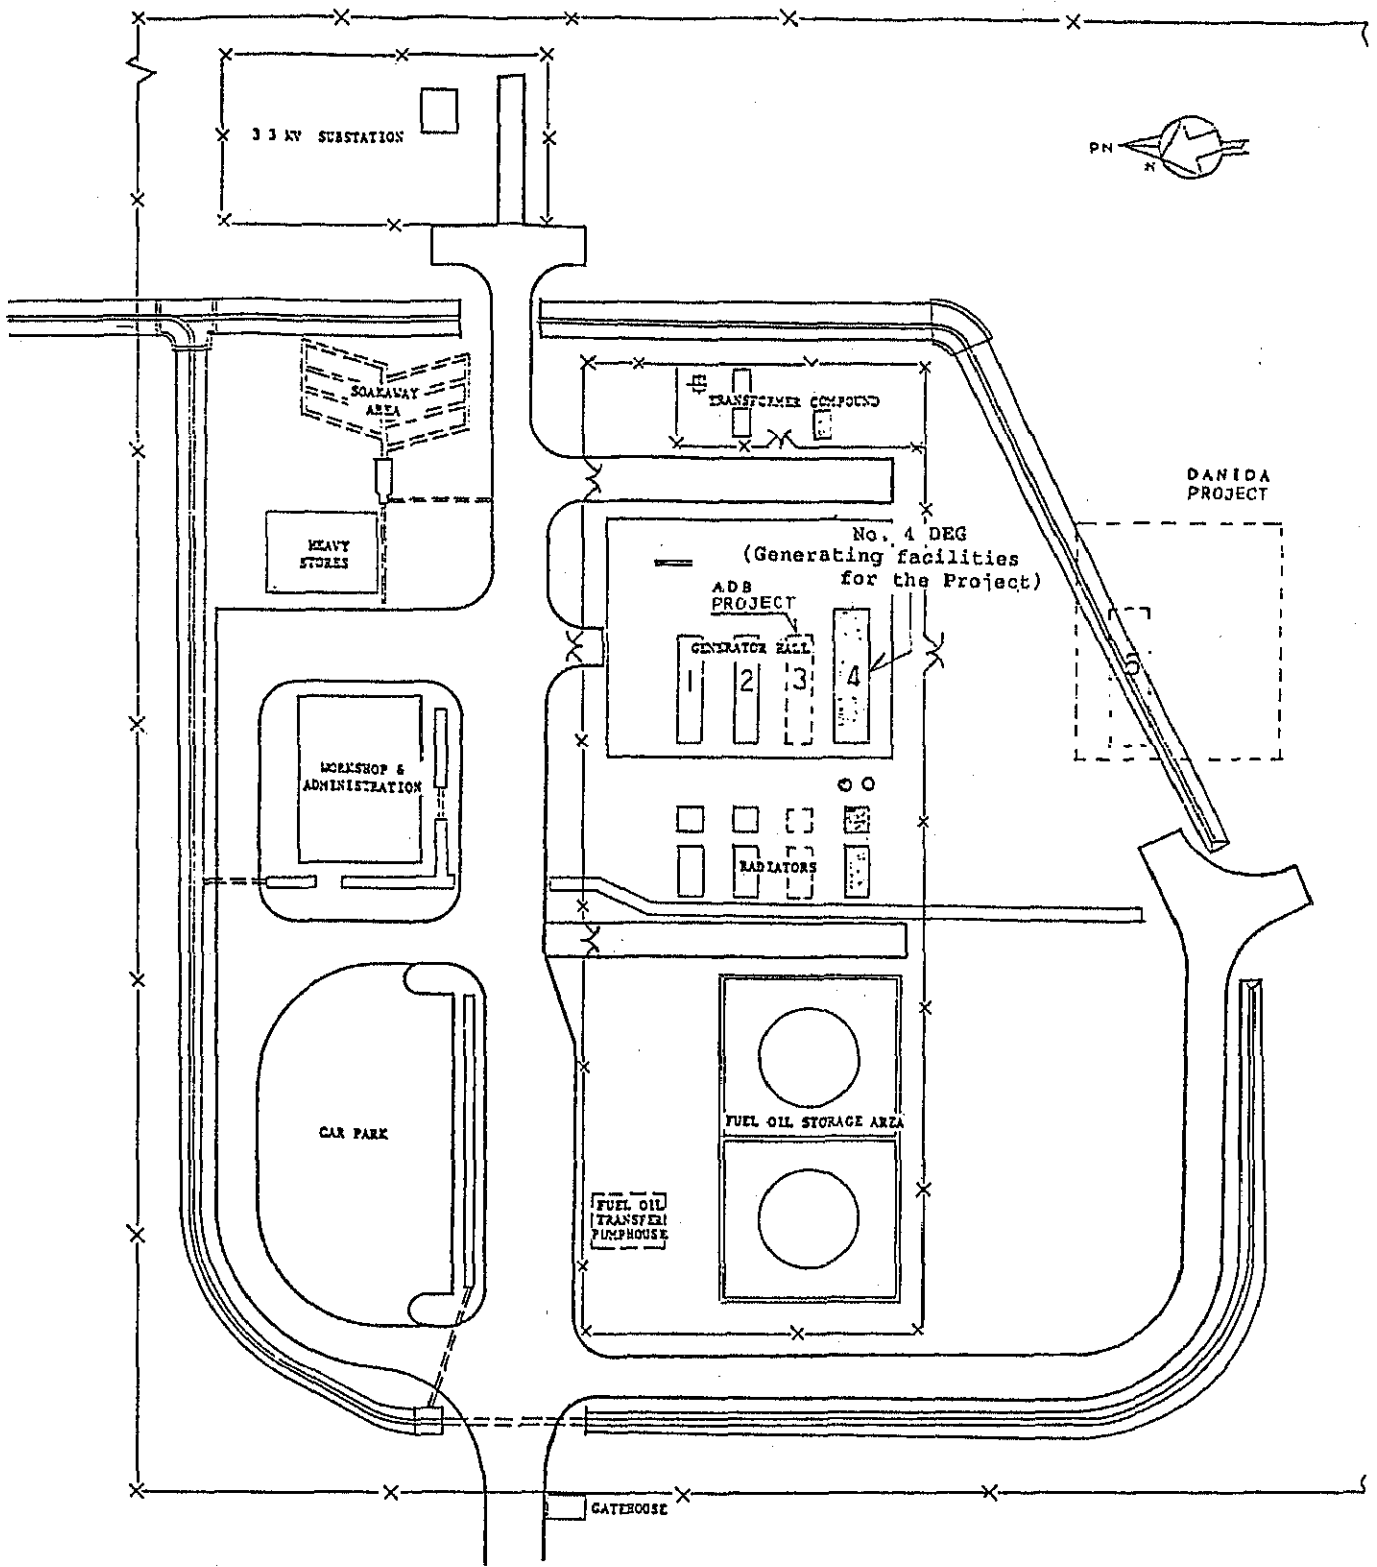 33 KV SUBSTATION
PN
N
SOAKAWAY
AREA
TRANSFORMER COMPOUND
DANIDA
PROJECT
HEAVY
STORES
No. 4 DEG
(Generating facilities
for the Project)
ADB
PROJECT
GENERATOR HALL
1 2 3 4
5
WORKSHOP &
ADMINISTRATION
RADIATORS
CAR PARK
FUEL OIL STORAGE AREA
FUEL OIL
TRANSFER
PUMPHOUSE
GATEHOUSE